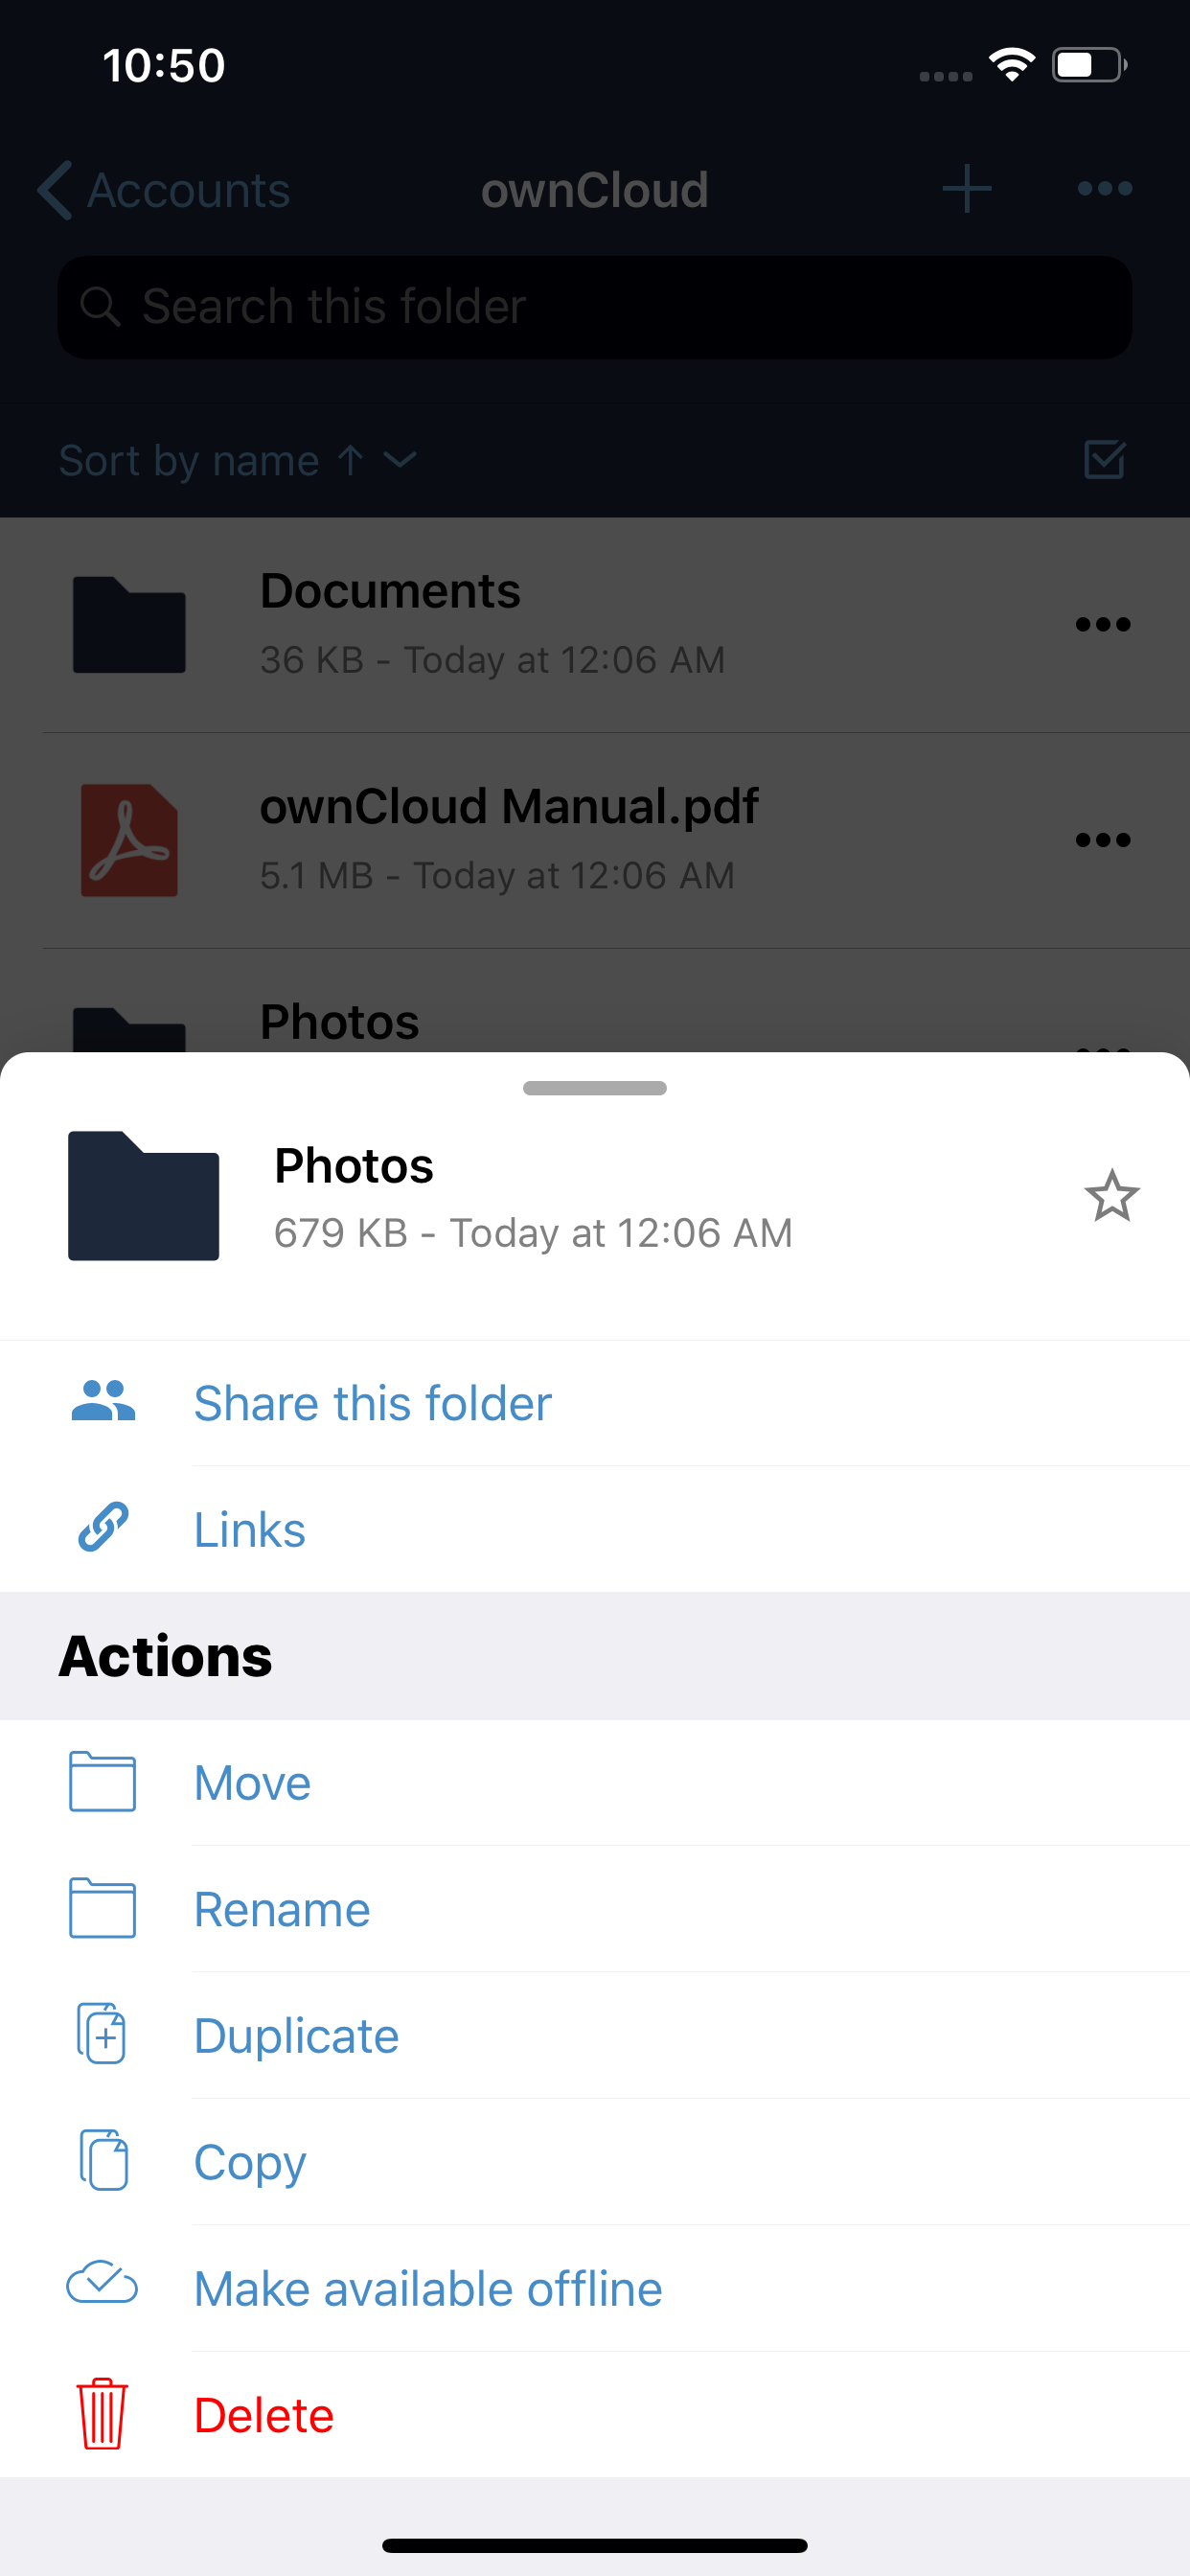 10:50
Accounts
ownCloud
Search this folder
Sort by name ↑
Documents
36 KB - Today at 12:06 AM
ownCloud Manual.pdf
5.1 MB - Today at 12:06 AM
Photos
Photos
679 KB - Today at 12:06 AM
Share this folder
Links
Actions
Move
Rename
Duplicate
Copy
Make available offline
Delete